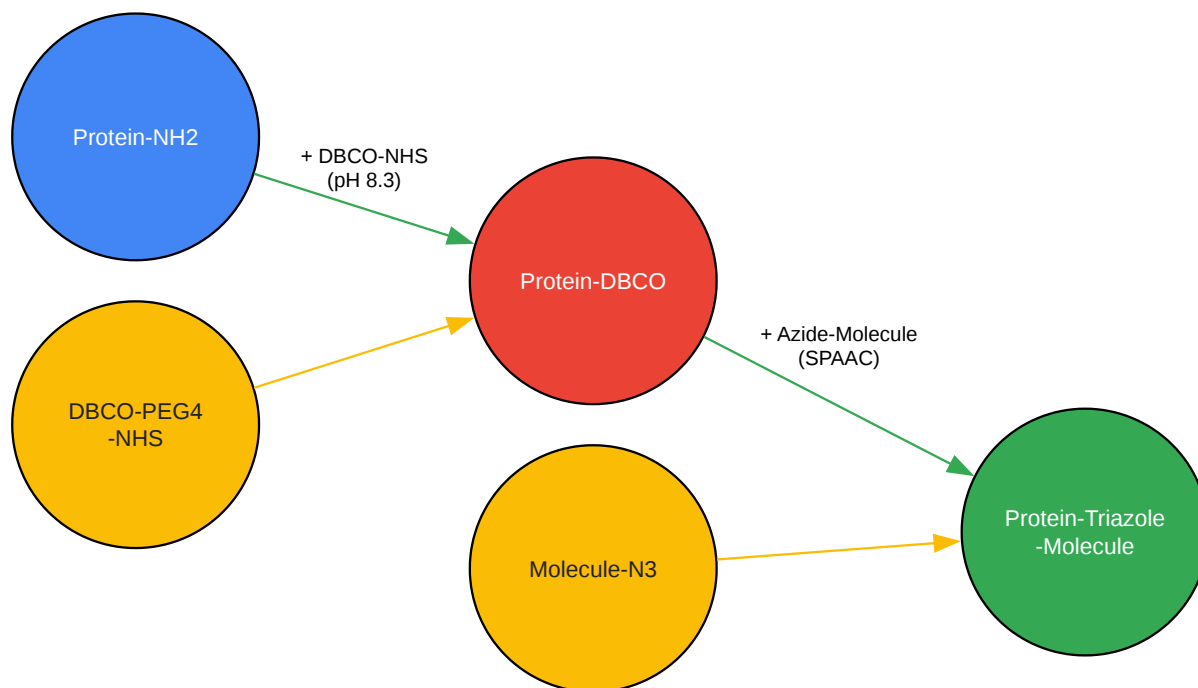 Protein-NH2
+ DBCO-NHS
(pH 8.3)
Protein-DBCO
DBCO-PEG4
-NHS
+ Azide-Molecule
(SPAAC)
Molecule-N3
Protein-Triazole
-Molecule